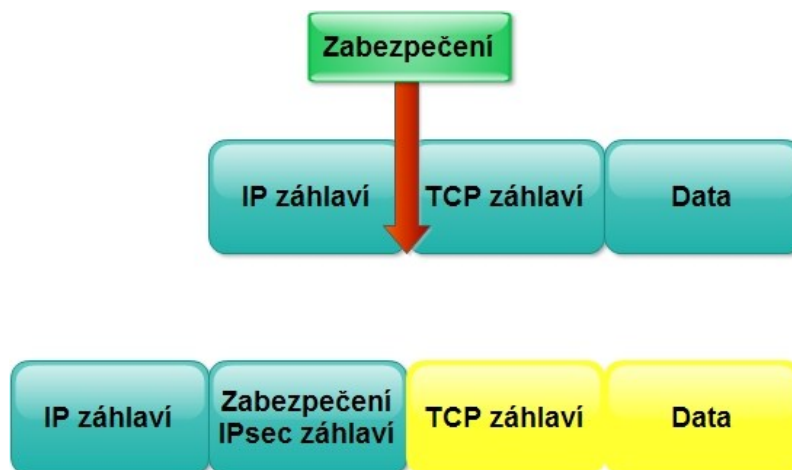 Zabezpečení
IP záhlaví
TCP záhlaví
Data
IP záhlaví
Zabezpečení
IPsec záhlaví
TCP záhlaví
Data